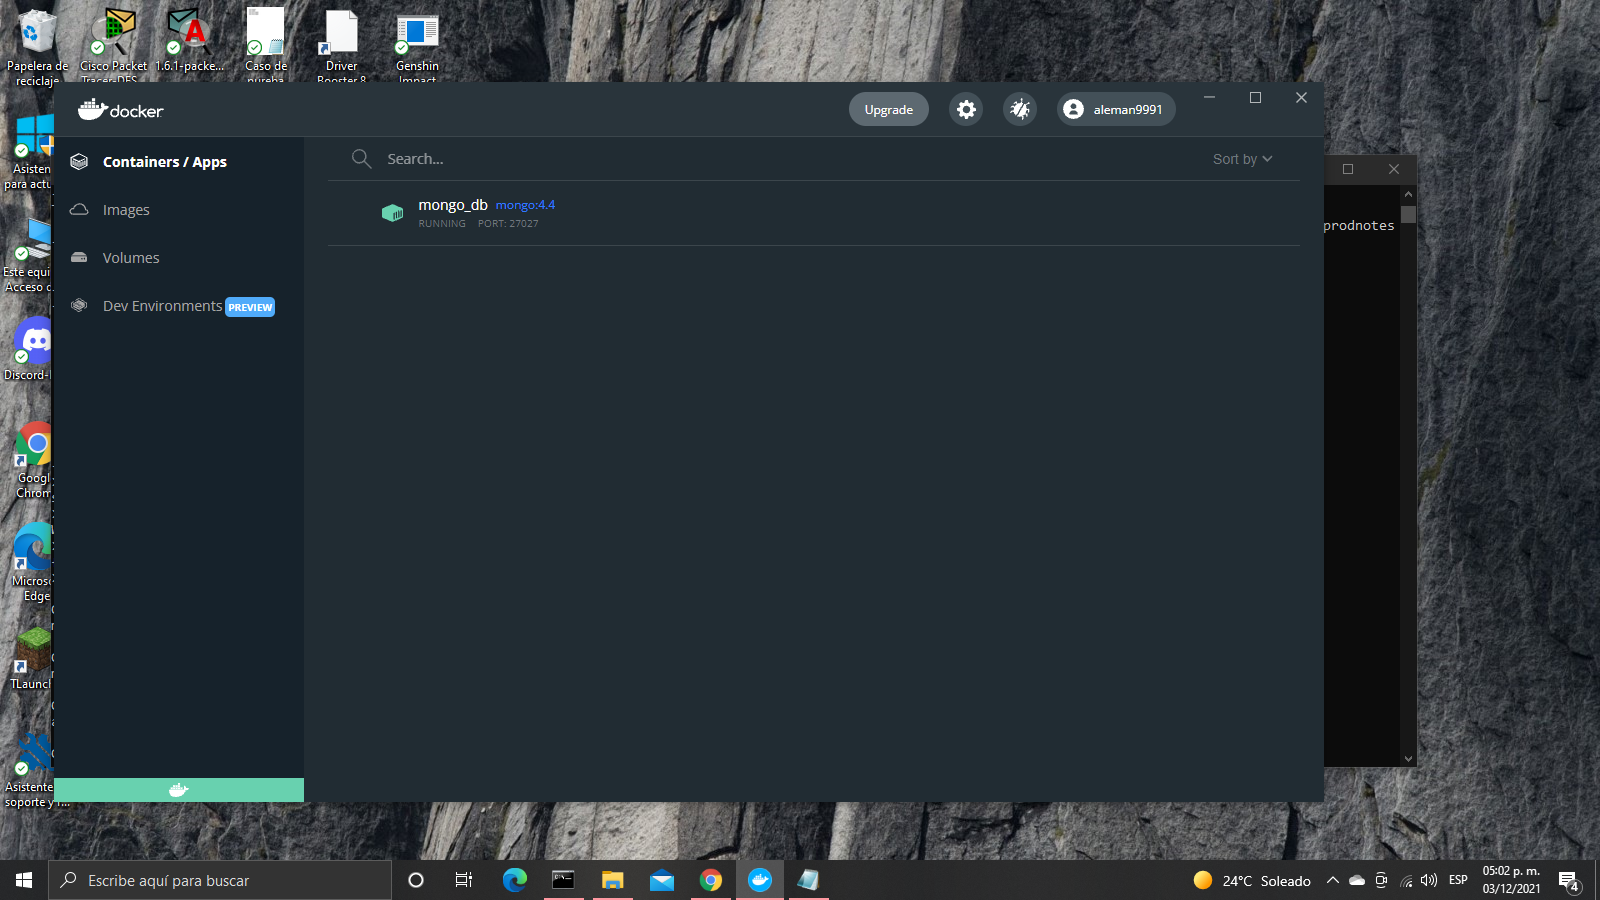 Papelera de
reciclaje
Cisco Packet
Tracer-DES...
1.6.1-packe...
Caso de
prueba
Driver
Booster 8
Genshin
Impact
docker
Upgrade
aleman9991
Containers / Apps
Images
Volumes
Dev Environments PREVIEW
Search...
Sort by
mongo_db mongo:4.4
RUNNING PORT: 27027
prodnotes
Asisten
para actu
Este equi
Acceso d
Discord-
Googl
Chrom
Micros
Edge
TLaunc
Asistente
soporte y r...
Escribe aquí para buscar
24°C Soleado
ESP
05:02 p. m.
03/12/2021
4